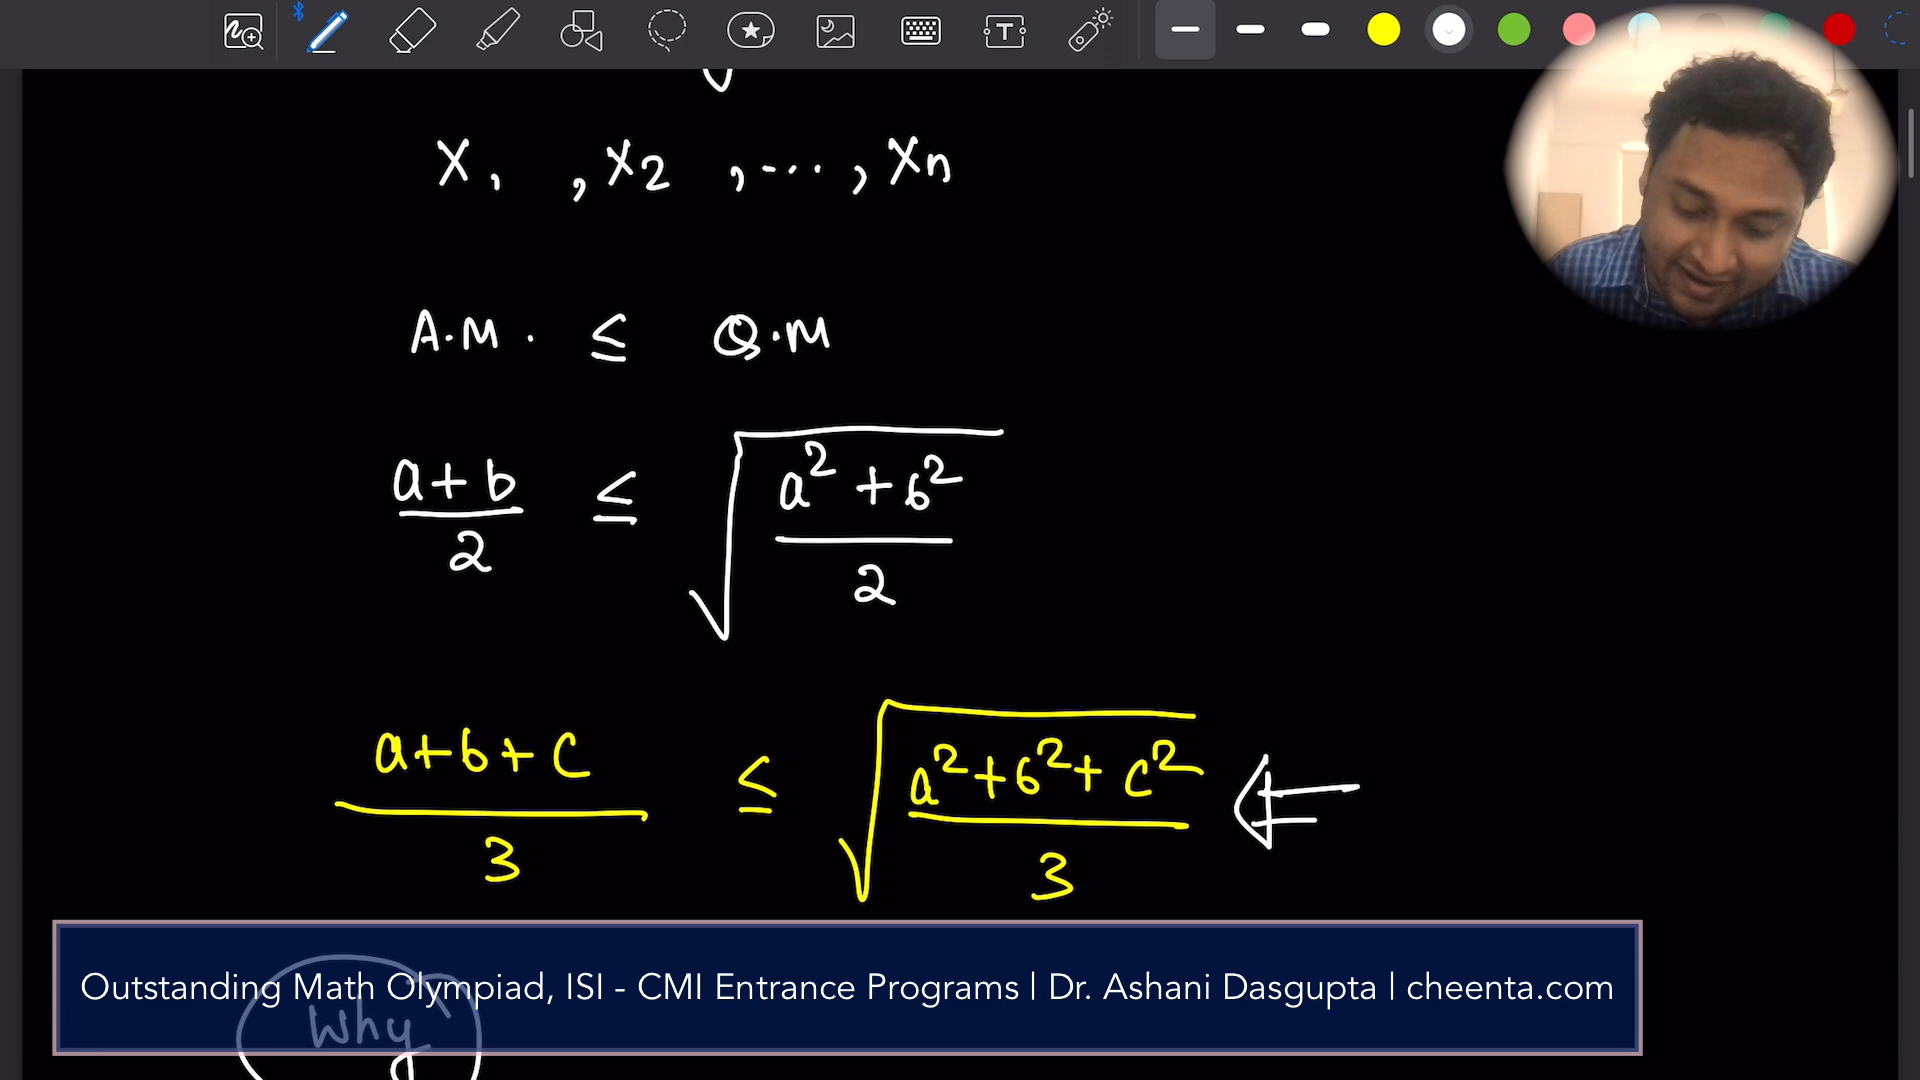 x₁ , x₂ , ... , xₙ
A.M. ≤ Q.M
(a+b)/2 ≤ √((a²+b²)/2)
(a+b+c)/3 ≤ √((a²+b²+c²)/3) ⇐
Outstanding Math Olympiad, ISI - CMI Entrance Programs | Dr. Ashani Dasgupta | cheenta.com
Why